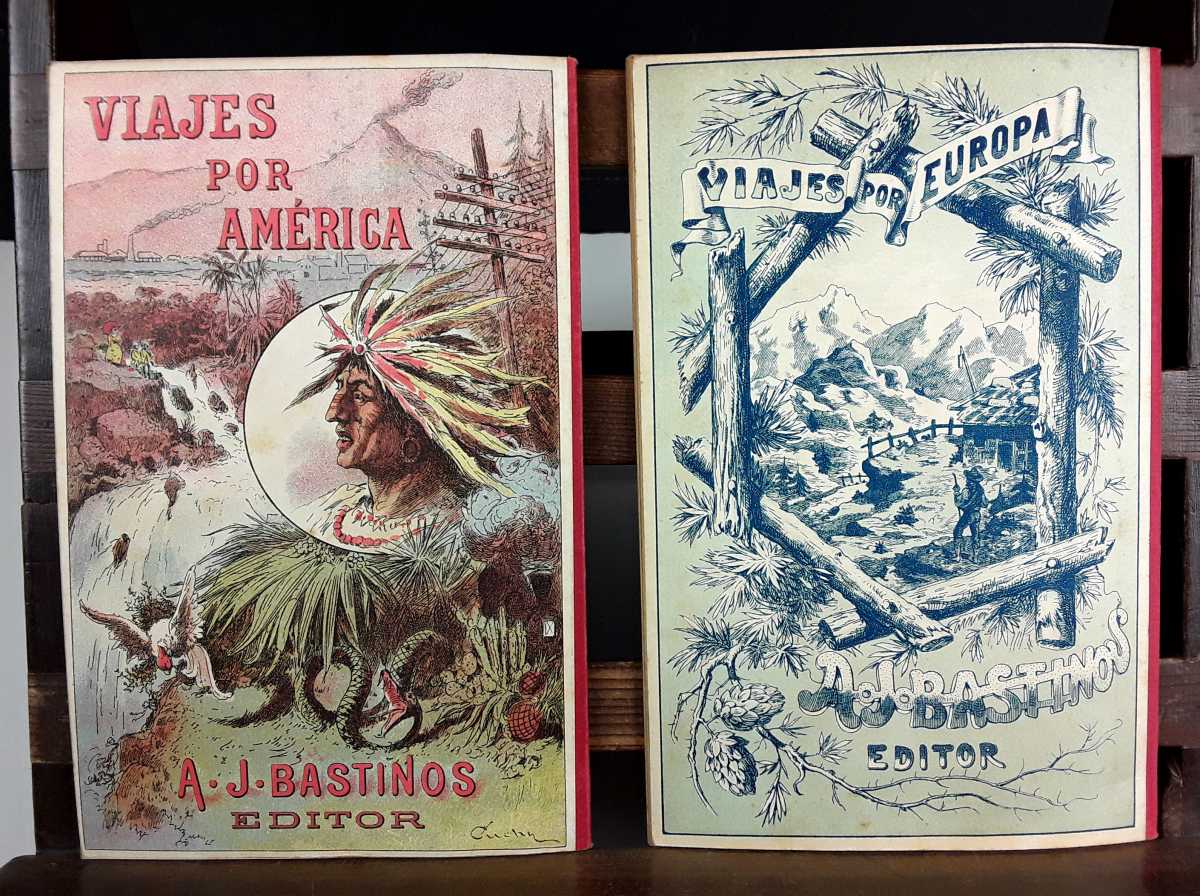 VIAJES
POR
AMÉRICA
A. J. BASTINOS
EDITOR
VIAJES POR EUROPA
A. J. BASTINOS
EDITOR